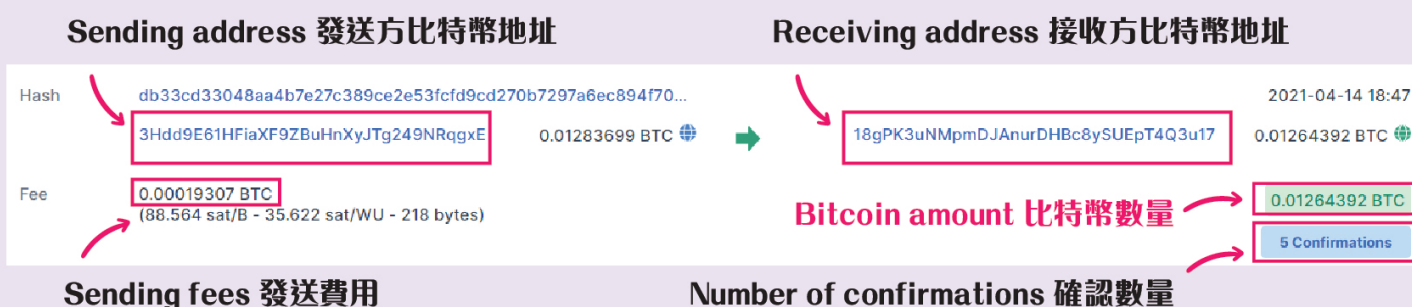 Sending address 發送方比特幣地址
Receiving address 接收方比特幣地址
Hash
db33cd33048aa4b7e27c389ce2e53fcfd9cd270b7297a6ec894f70...
2021-04-14 18:47
3Hdd9E61HFiaXF9ZBuHnXyJTg249NRqgxE
0.01283699 BTC
18gPK3uNMpmDJAnurDHBc8ySUEpT4Q3u17
0.01264392 BTC
Fee
0.00019307 BTC
(88.564 sat/B - 35.622 sat/WU - 218 bytes)
0.01264392 BTC
Bitcoin amount 比特幣數量
5 Confirmations
Sending fees 發送費用
Number of confirmations 確認數量